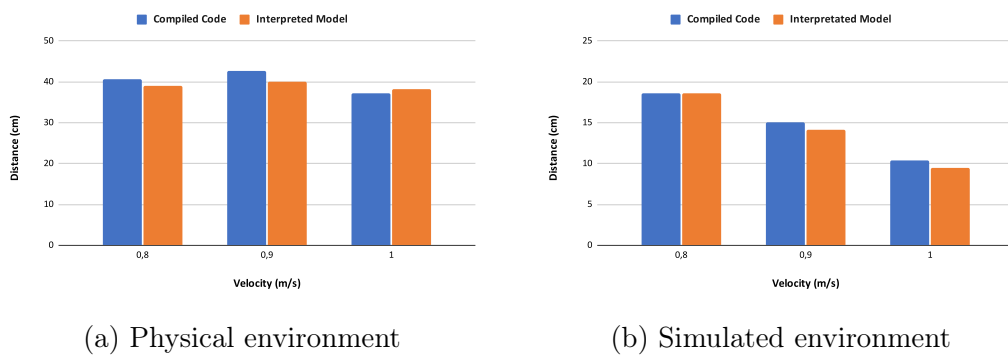 Compiled Code Interpreted Model
50
40
30
20
10
0
Distance (cm)
0,8 0,9 1
Velocity (m/s)
(a) Physical environment
Compiled Code Interpretated Model
25
20
15
10
5
0
Distance (cm)
0,8 0,9 1
Velocity (m/s)
(b) Simulated environment